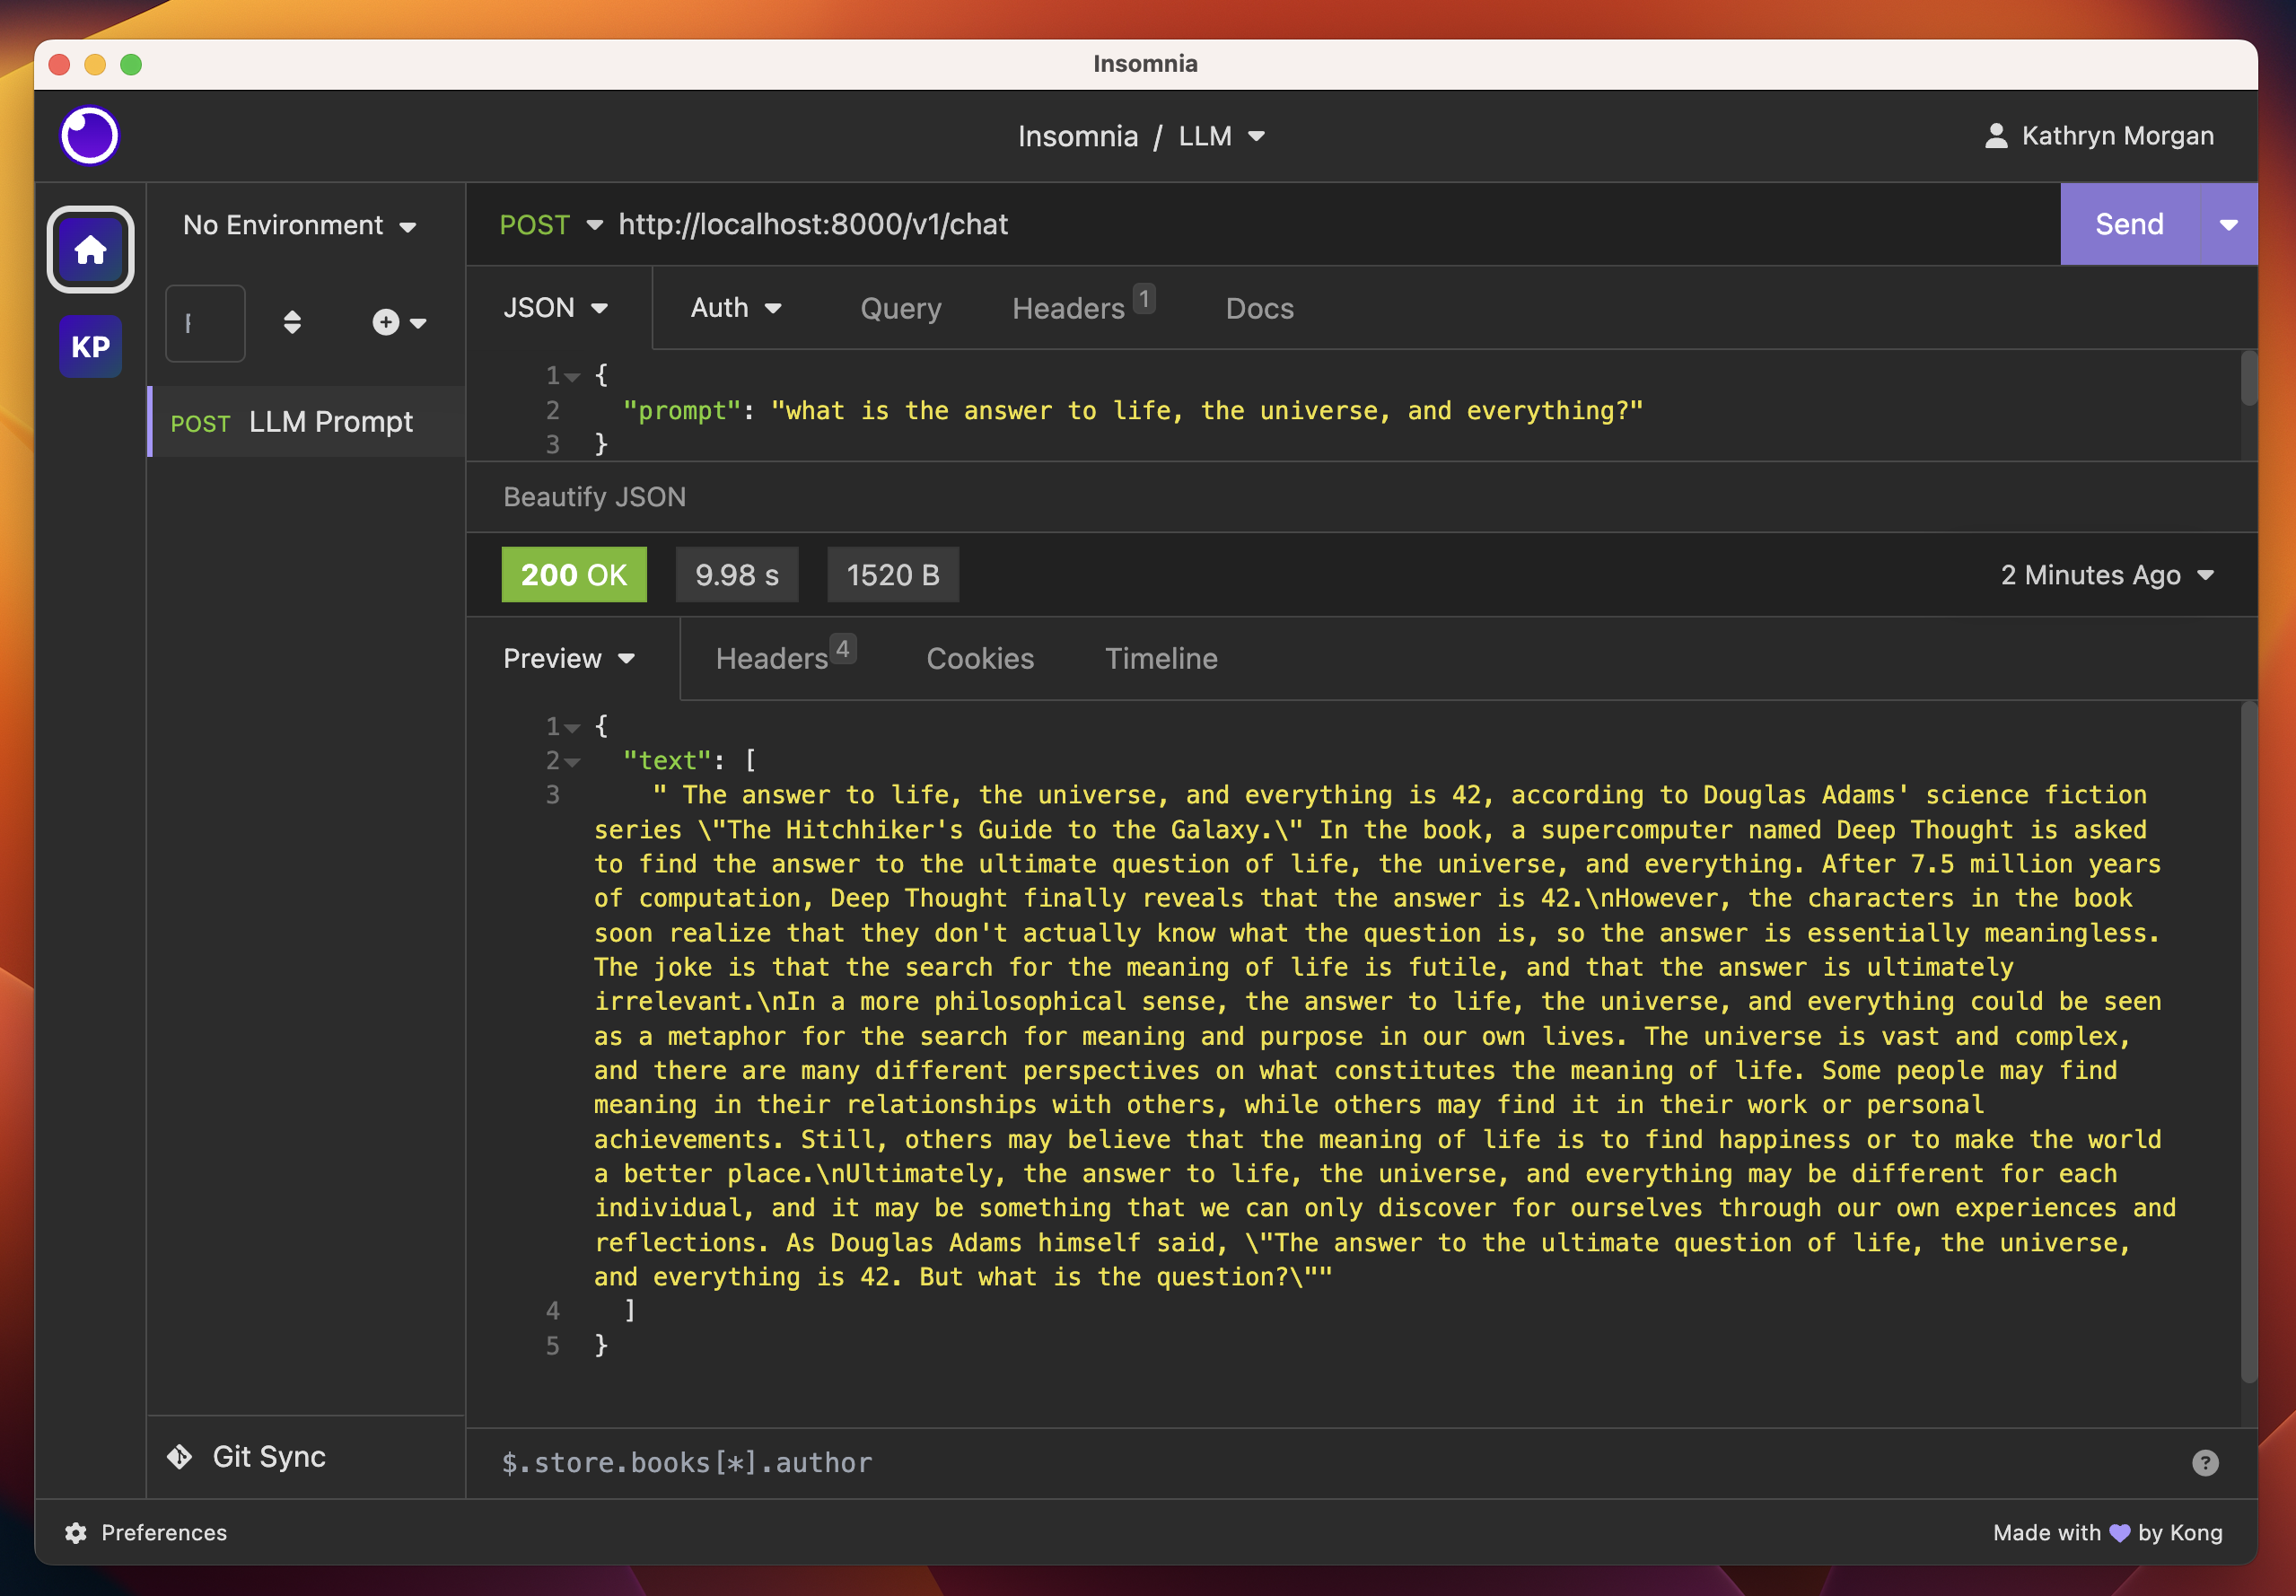 Insomnia
Insomnia / LLM
Kathryn Morgan
No Environment
POST http://localhost:8000/v1/chat
Send
KP
JSON
Auth
Query
Headers 1
Docs
POST LLM Prompt
1 {
2 "prompt": "what is the answer to life, the universe, and everything?"
3 }
Beautify JSON
200 OK
9.98 s
1520 B
2 Minutes Ago
Preview
Headers 4
Cookies
Timeline
1 {
2 "text": [
3 " The answer to life, the universe, and everything is 42, according to Douglas Adams' science fiction
series \"The Hitchhiker's Guide to the Galaxy.\" In the book, a supercomputer named Deep Thought is asked
to find the answer to the ultimate question of life, the universe, and everything. After 7.5 million years
of computation, Deep Thought finally reveals that the answer is 42.\nHowever, the characters in the book
soon realize that they don't actually know what the question is, so the answer is essentially meaningless.
The joke is that the search for the meaning of life is futile, and that the answer is ultimately
irrelevant.\nIn a more philosophical sense, the answer to life, the universe, and everything could be seen
as a metaphor for the search for meaning and purpose in our own lives. The universe is vast and complex,
and there are many different perspectives on what constitutes the meaning of life. Some people may find
meaning in their relationships with others, while others may find it in their work or personal
achievements. Still, others may believe that the meaning of life is to find happiness or to make the world
a better place.\nUltimately, the answer to life, the universe, and everything may be different for each
individual, and it may be something that we can only discover for ourselves through our own experiences and
reflections. As Douglas Adams himself said, \"The answer to the ultimate question of life, the universe,
and everything is 42. But what is the question?\""
4 ]
5 }
Git Sync
$.store.books[*].author
?
Preferences
Made with 💜 by Kong